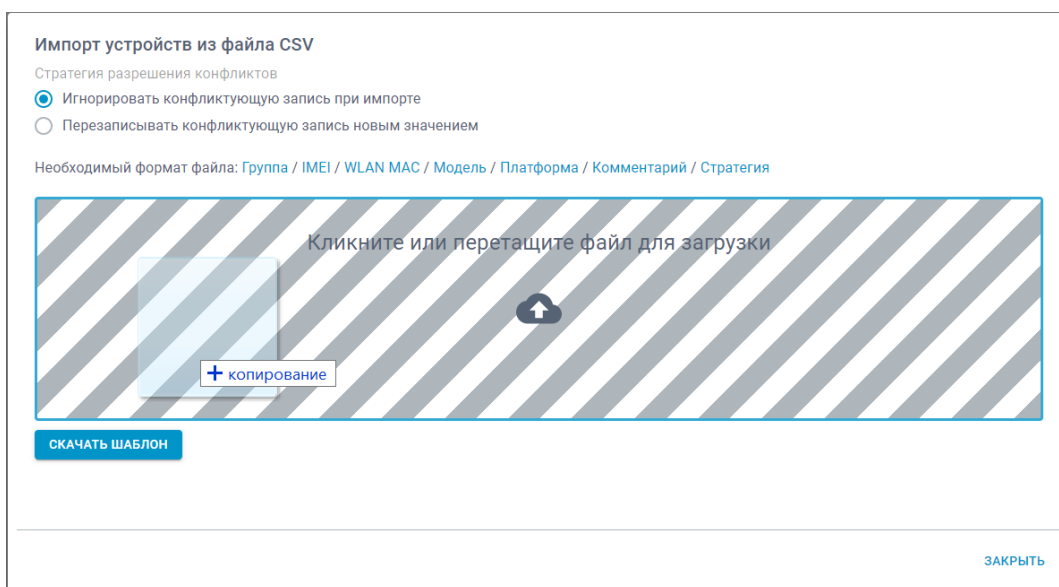 Импорт устройств из файла CSV
Стратегия разрешения конфликтов
Игнорировать конфликтующую запись при импорте
Перезаписывать конфликтующую запись новым значением
Необходимый формат файла: Группа / IMEI / WLAN MAC / Модель / Платформа / Комментарий / Стратегия
Кликните или перетащите файл для загрузки
+ копирование
СКАЧАТЬ ШАБЛОН
ЗАКРЫТЬ